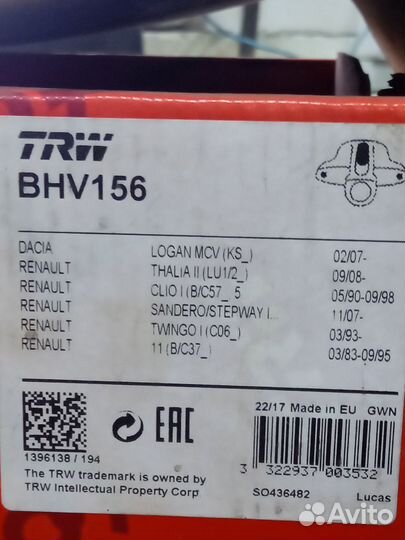 TRW
BHV156
DACIA LOGAN MCV (KS_) 02/07-
RENAULT THALIA II (LU1/2_) 09/08-
RENAULT CLIO I (B/C57_ 5 05/90-09/98
RENAULT SANDERO/STEPWAY I... 11/07-
RENAULT TWINGO I (C06_) 03/93-
RENAULT 11 (B/C37_) 03/83-09/95
EAC
22/17 Made in EU GWN
1396138 / 194
3 322937 003532
The TRW trademark is owned by
TRW Intellectual Property Corp
SO436482 Lucas
Avito